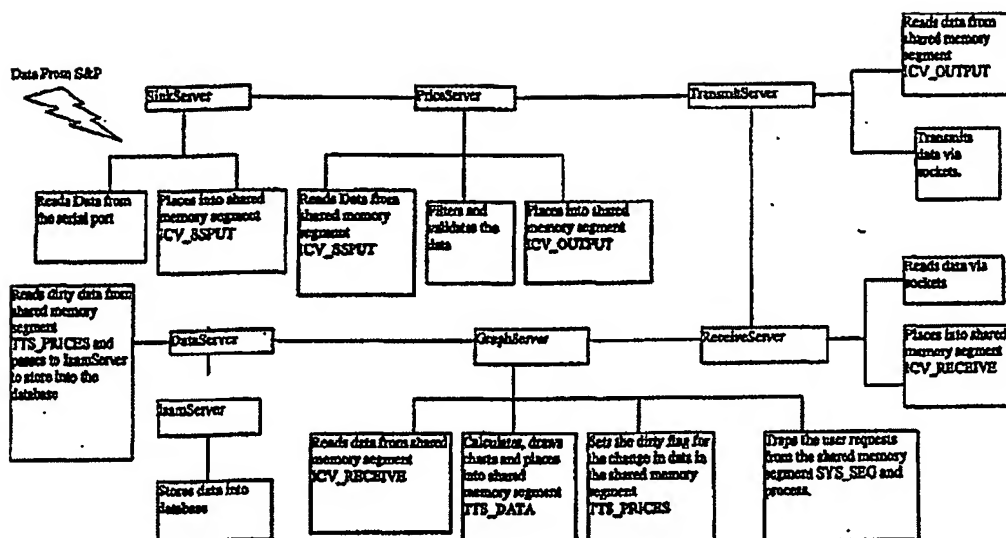 Data From S&P
SinkServer
PriceServer
TransmitServer
Reads data from
shared memory
segment
ICV_OUTPUT
Transmits
data via
sockets.
Reads Data from
the serial port
Places into shared
memory segment
ICV_SSPUT
Reads Data from
shared memory
segment
ICV_SSPUT
Filters and
validates the
data
Places into shared
memory segment
ICV_OUTPUT
Reads data via
sockets
Reads dirty data from
shared memory
segment
TTS_PRICES and
passes to IsamServer
to store into the
database
DataServer
GraphServer
ReceiveServer
Places into shared
memory segment
ICV_RECEIVE
IsamServer
Stores data into
database
Reads data from shared
memory segment
ICV_RECEIVE
Calculates, draws
charts and places
into shared
memory segment
TTS_DATA
Sets the dirty flag for
the change in data in
the shared memory
segment
TTS_PRICES
Traps the user requests
from the shared memory
segment SYS_SEG and
process.